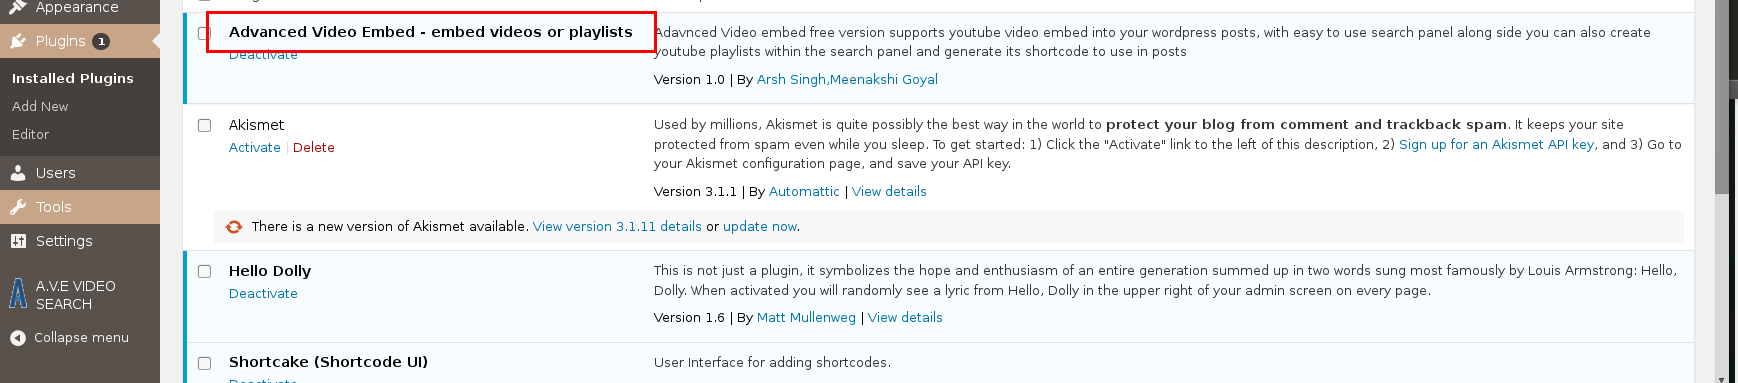 Appearance
Plugins 1
Installed Plugins
Add New
Editor
Users
Tools
Settings
A.V.E VIDEO
SEARCH
Collapse menu
Advanced Video Embed - embed videos or playlists
Deactivate
Adavnced Video embed free version supports youtube video embed into your wordpress posts, with easy to use search panel along side you can also create
youtube playlists within the search panel and generate its shortcode to use in posts
Version 1.0 | By Arsh Singh,Meenakshi Goyal
Akismet
Activate | Delete
Used by millions, Akismet is quite possibly the best way in the world to protect your blog from comment and trackback spam. It keeps your site
protected from spam even while you sleep. To get started: 1) Click the "Activate" link to the left of this description, 2) Sign up for an Akismet API key, and 3) Go to
your Akismet configuration page, and save your API key.
Version 3.1.1 | By Automattic | View details
There is a new version of Akismet available. View version 3.1.11 details or update now.
Hello Dolly
Deactivate
This is not just a plugin, it symbolizes the hope and enthusiasm of an entire generation summed up in two words sung most famously by Louis Armstrong: Hello,
Dolly. When activated you will randomly see a lyric from Hello, Dolly in the upper right of your admin screen on every page.
Version 1.6 | By Matt Mullenweg | View details
Shortcake (Shortcode UI)
Deactivate
User Interface for adding shortcodes.